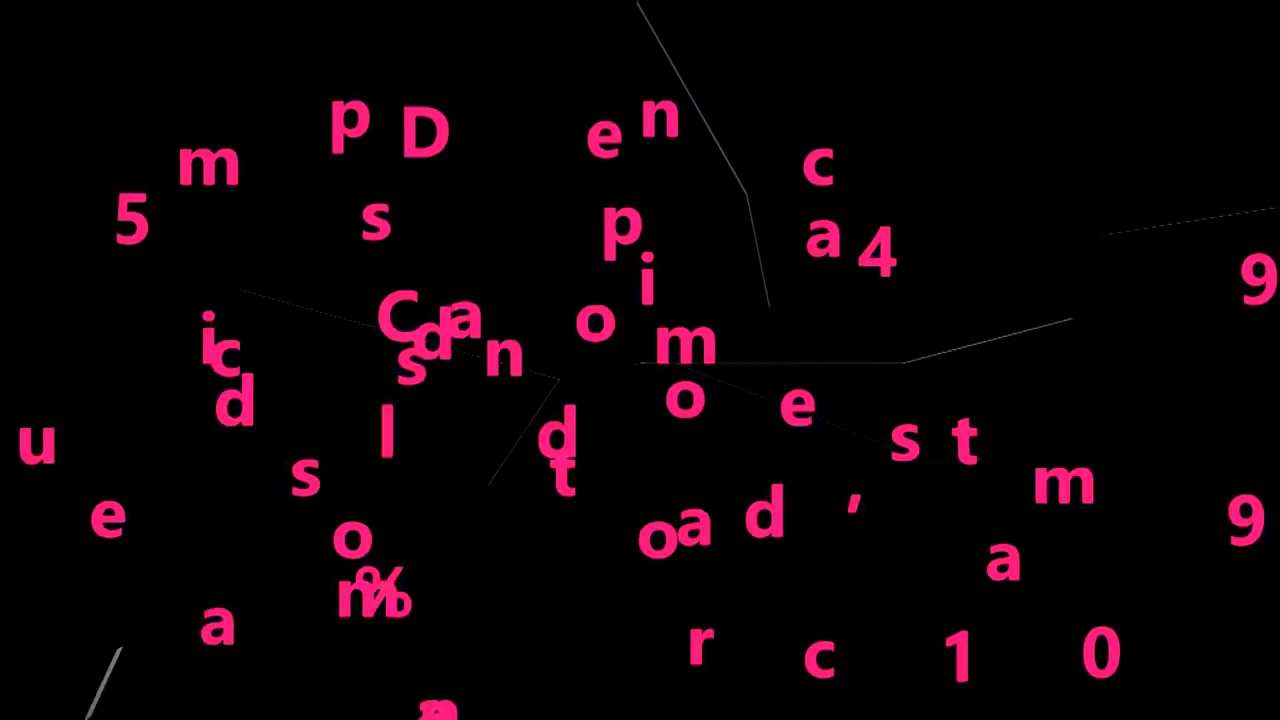 p D e n
m c
5 s p a 4
i 9
C a o
i d m
c s n
d o e
l d s t
u s t m
e o a d , 9
o a
% m
a r c 1 0